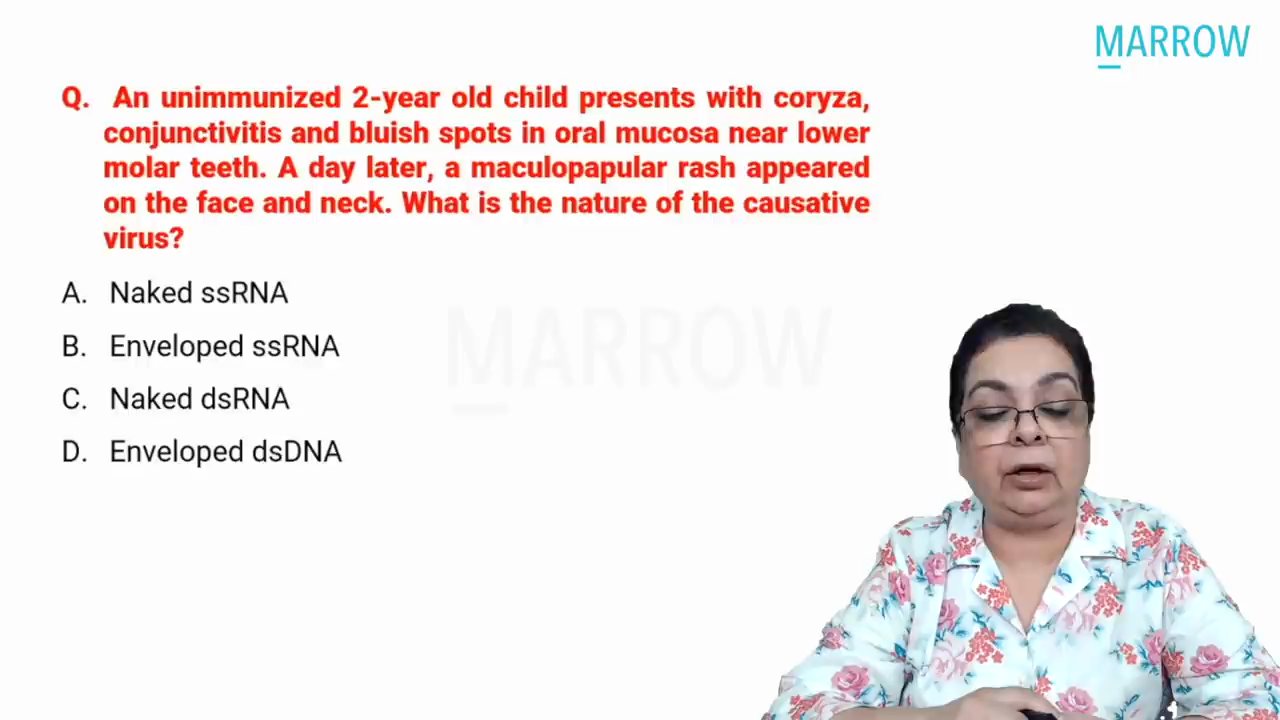 MARROW
Q. An unimmunized 2-year old child presents with coryza,
conjunctivitis and bluish spots in oral mucosa near lower
molar teeth. A day later, a maculopapular rash appeared
on the face and neck. What is the nature of the causative
virus?
A. Naked ssRNA
B. Enveloped ssRNA
MARROW
C. Naked dsRNA
D. Enveloped dsDNA